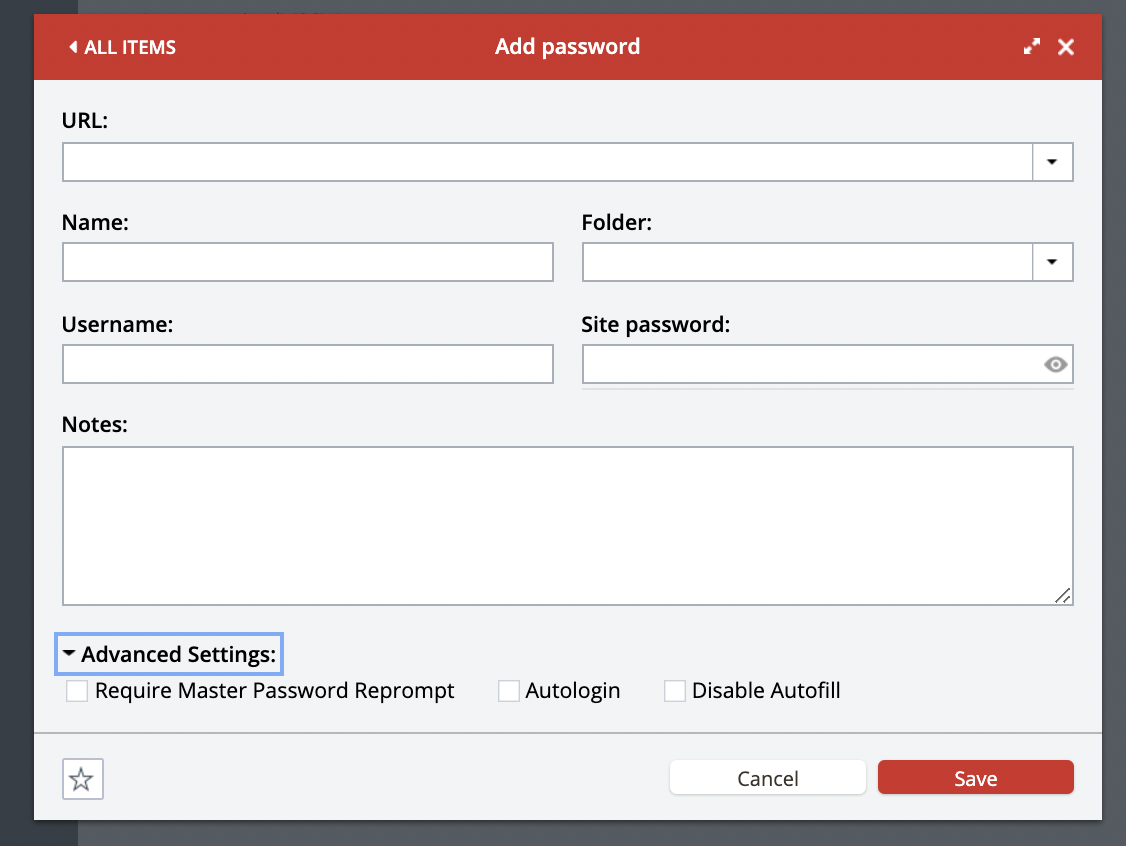 ALL ITEMS
Add password
URL:
Name:
Folder:
Username:
Site password:
Notes:
Advanced Settings:
Require Master Password Reprompt
Autologin
Disable Autofill
Cancel
Save